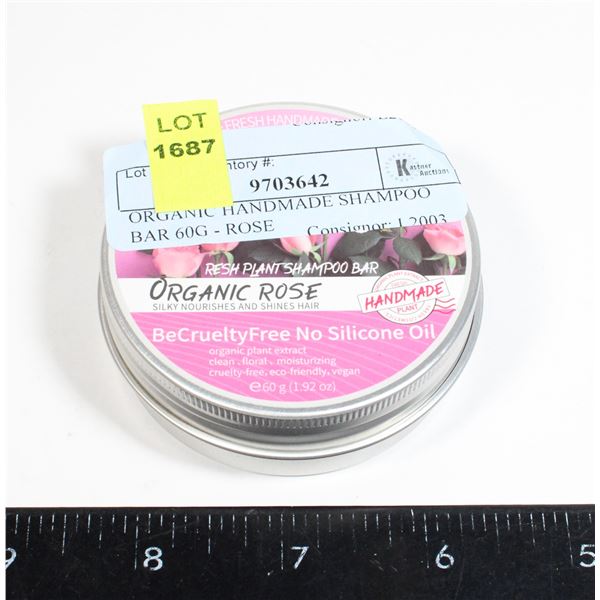 FRESH HANDMADE
LOT
1687
Lot
ntory #:
9703642
Kastner
Auctions
ORGANIC HANDMADE SHAMPOO
BAR 60G - ROSE
Consignor: L2003
RESH PLANT SHAMPOO BAR
ORGANIC ROSE
SILKY NOURISHES AND SHINES HAIR
HANDMADE
PLANT
BeCrueltyFree No Silicone Oil
organic plant extract
clean . floral . moisturizing
cruelty-free, eco-friendly, vegan
℮60 g (1.92 oz)
9 8 7 6 5